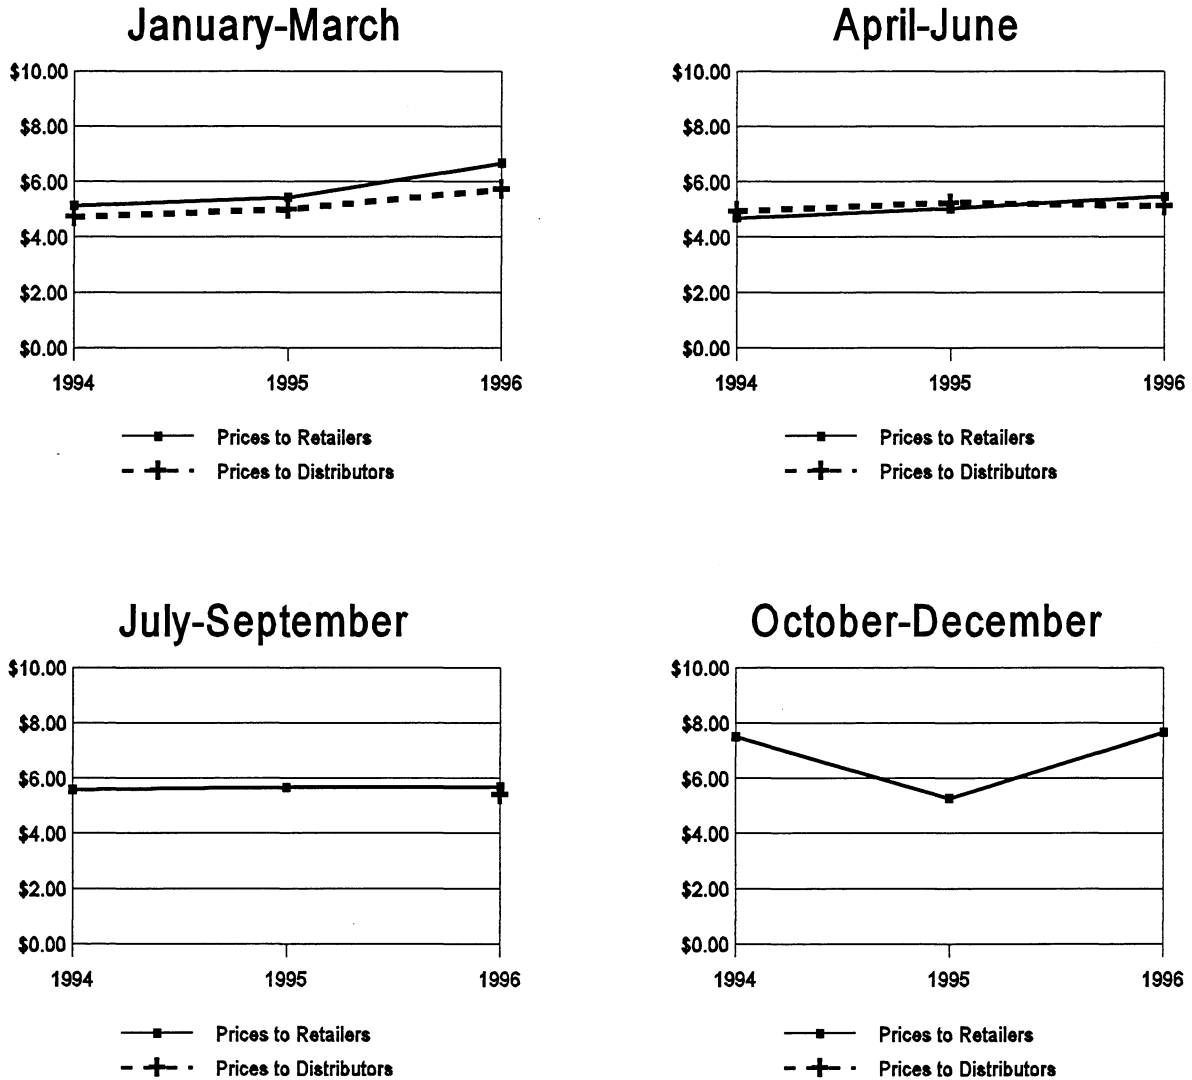 January-March
$10.00
$8.00
$6.00
$4.00
$2.00
$0.00
1994 1995 1996
Prices to Retailers
Prices to Distributors
April-June
$10.00
$8.00
$6.00
$4.00
$2.00
$0.00
1994 1995 1996
Prices to Retailers
Prices to Distributors
July-September
$10.00
$8.00
$6.00
$4.00
$2.00
$0.00
1994 1995 1996
Prices to Retailers
Prices to Distributors
October-December
$10.00
$8.00
$6.00
$4.00
$2.00
$0.00
1994 1995 1996
Prices to Retailers
Prices to Distributors